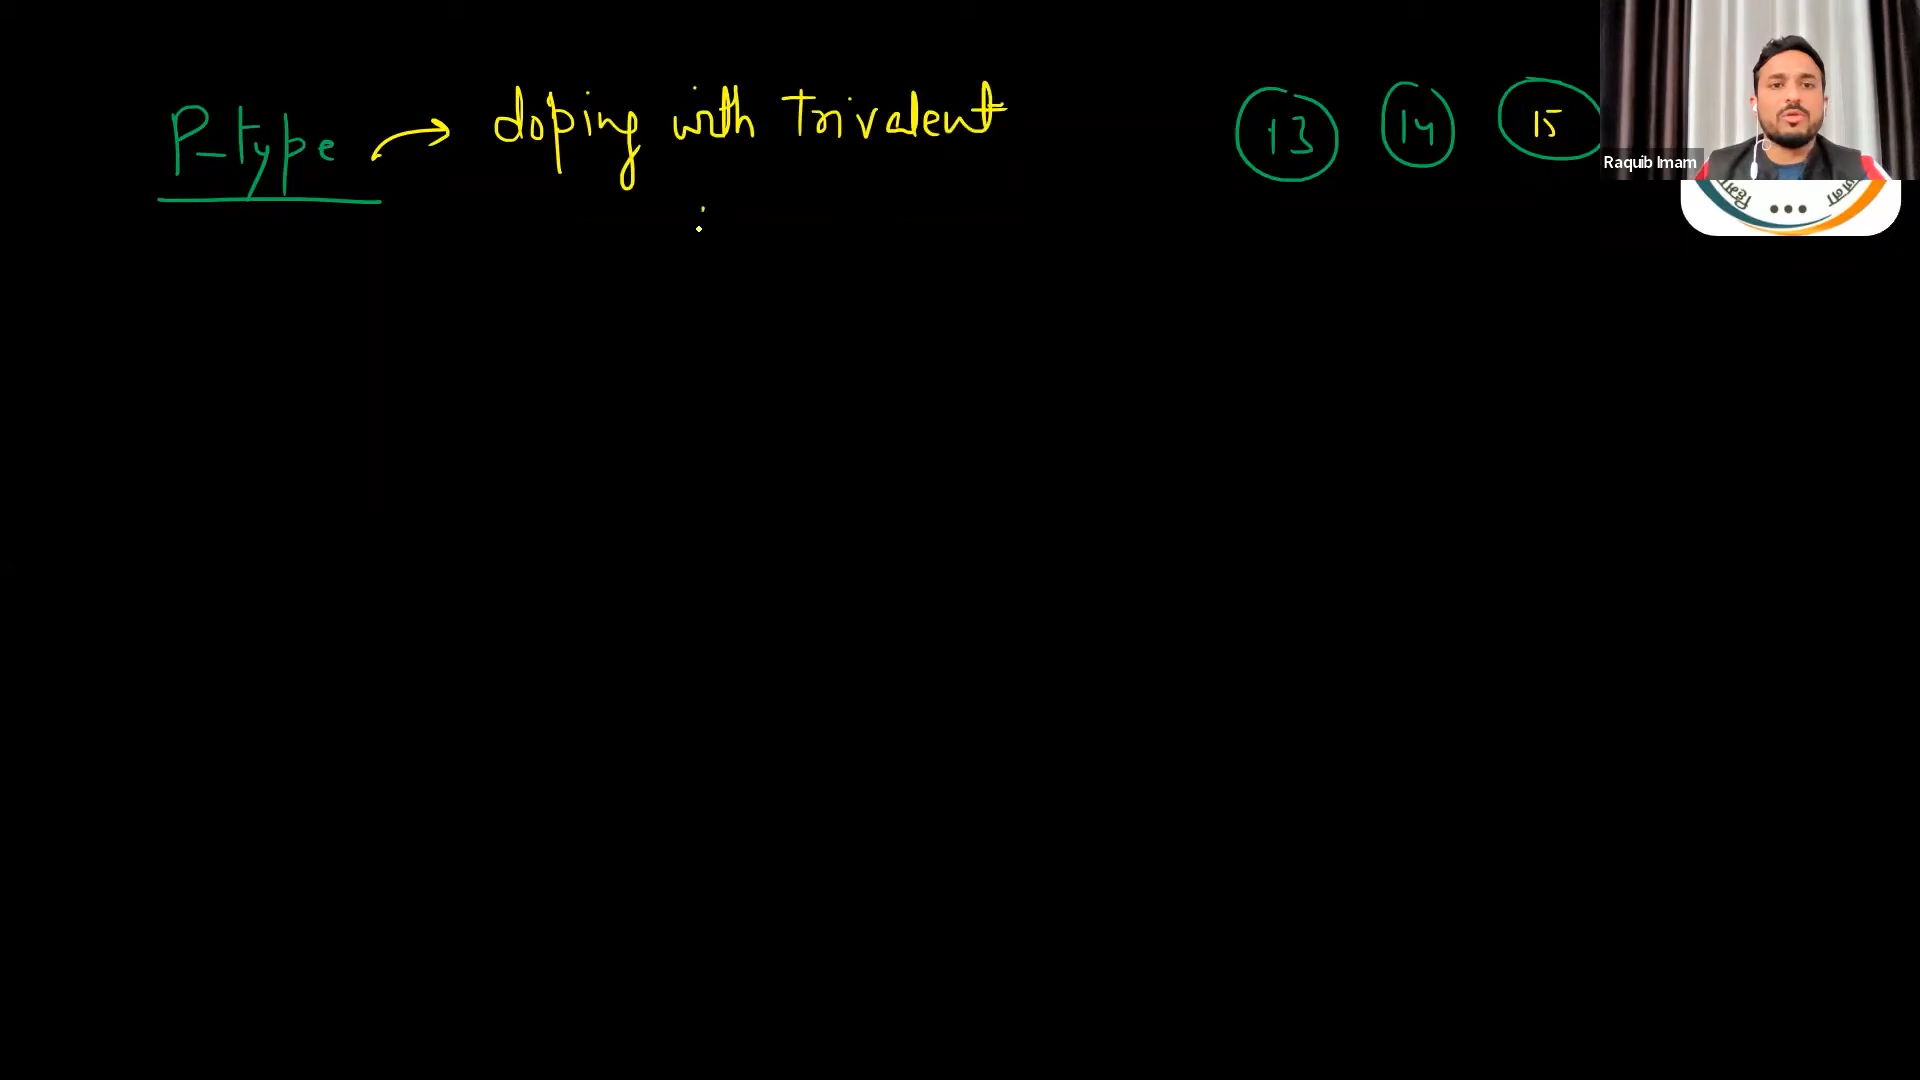 P-type → doping with Trivalent
13 14 15
Raquib Imam